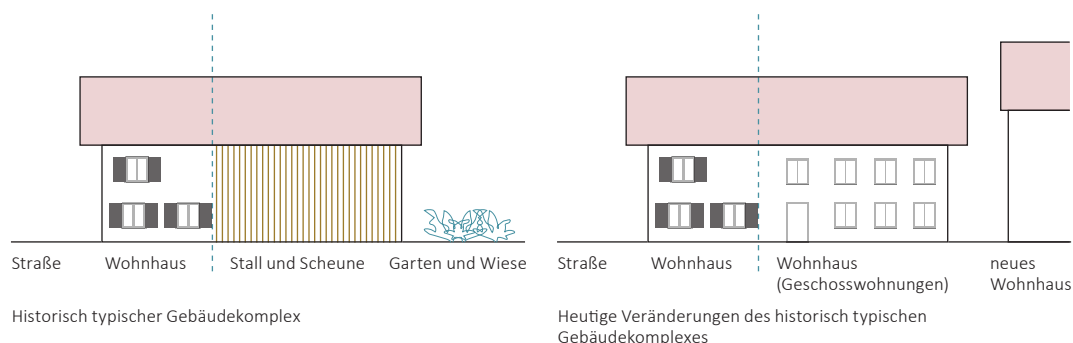 Straße
Wohnhaus
Stall und Scheune
Garten und Wiese
Historisch typischer Gebäudekomplex
Straße
Wohnhaus
Wohnhaus
(Geschosswohnungen)
neues
Wohnhaus
Heutige Veränderungen des historisch typischen
Gebäudekomplexes